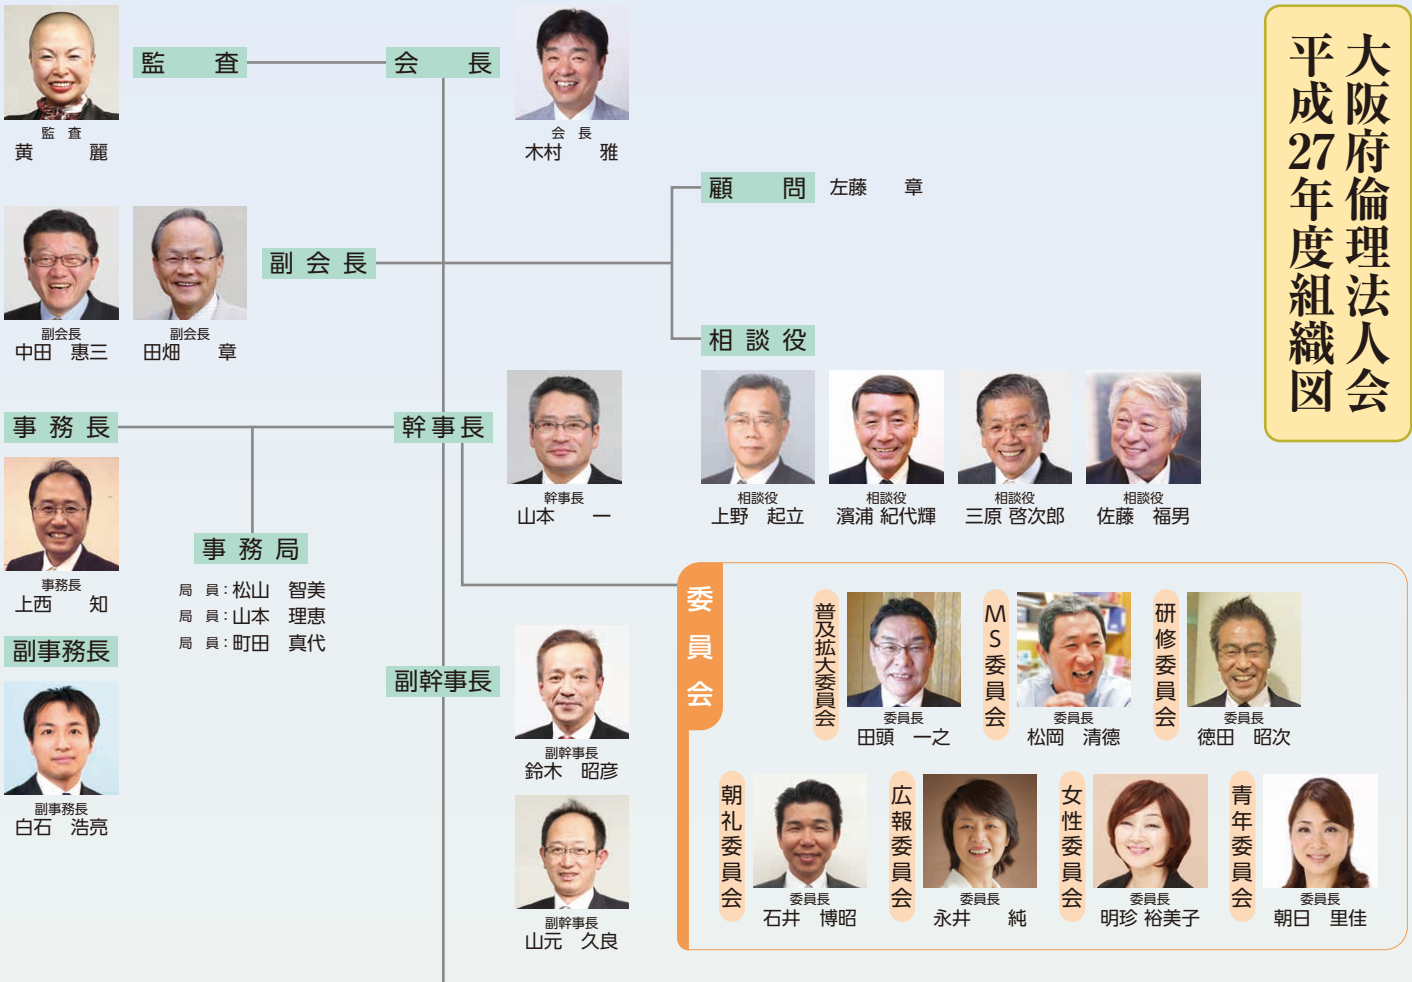 大阪府倫理法人会
平成27年度組織図
監査
会長
監査
黄 麗
会長
木村 雅
顧問
左藤 章
副会長
副会長
中田 惠三
副会長
田畑 章
相談役
相談役
上野 起立
相談役
濱浦 紀代輝
相談役
三原 啓次郎
相談役
佐藤 福男
事務長
幹事長
幹事長
山本 一
事務長
上西 知
事務局
局員：松山 智美
局員：山本 理恵
局員：町田 真代
副事務長
副事務長
白石 浩亮
副幹事長
副幹事長
鈴木 昭彦
副幹事長
山元 久良
委員会
普及拡大委員会
委員長
田頭 一之
MS委員会
委員長
松岡 清德
研修委員会
委員長
徳田 昭次
朝礼委員会
委員長
石井 博昭
広報委員会
委員長
永井 純
女性委員会
委員長
明珍 裕美子
青年委員会
委員長
朝日 里佳